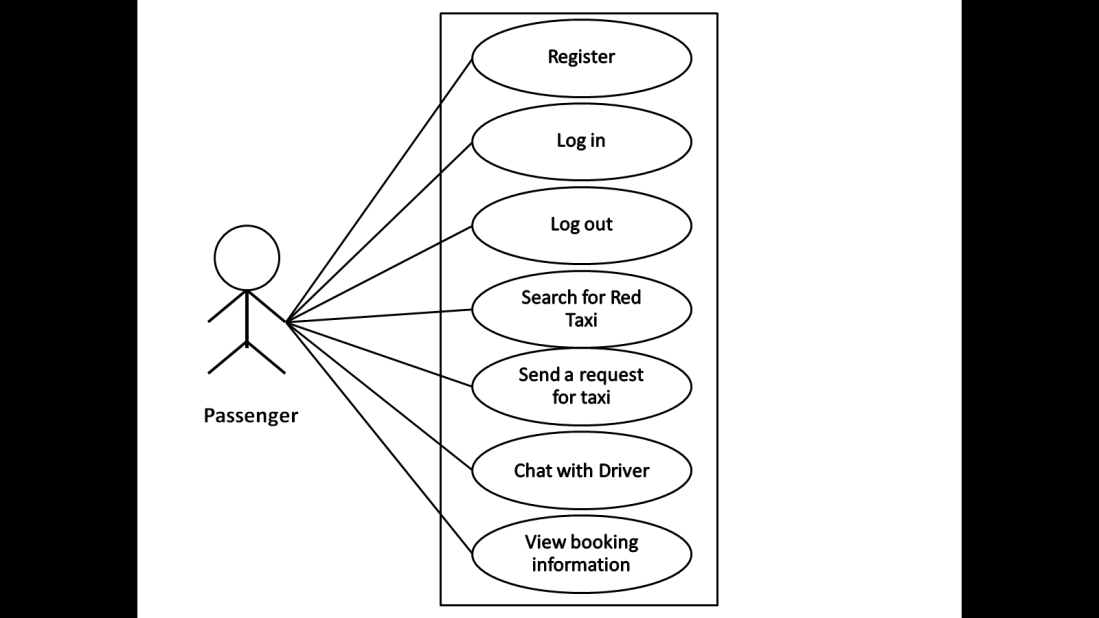 Register
Log in
Log out
Search for Red
Taxi
Send a request
for taxi
Passenger
Chat with Driver
View booking
information